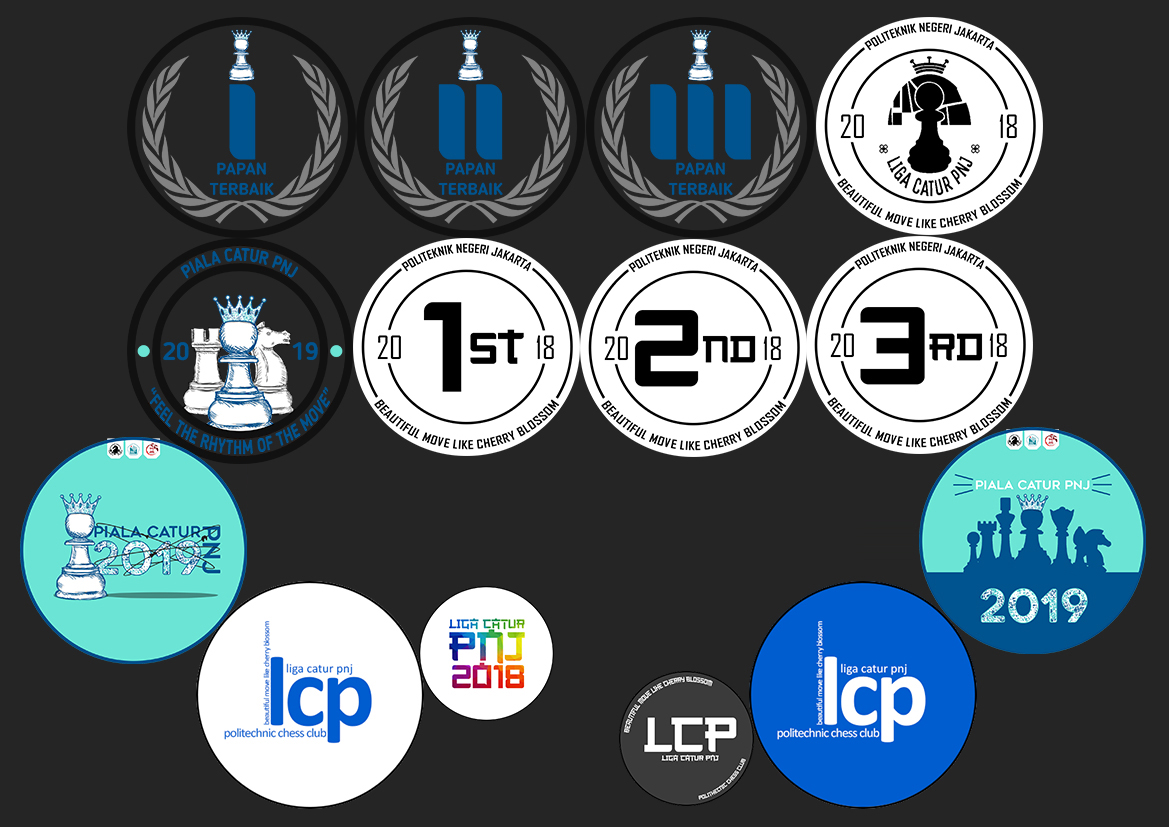 I
PAPAN
TERBAIK
II
PAPAN
TERBAIK
III
PAPAN
TERBAIK
POLITEKNIK NEGERI JAKARTA
20 18
LIGA CATUR PNJ
BEAUTIFUL MOVE LIKE CHERRY BLOSSOM
PIALA CATUR PNJ
20 19
"FEEL THE RHYTHM OF THE MOVE"
POLITEKNIK NEGERI JAKARTA
20 1st 18
BEAUTIFUL MOVE LIKE CHERRY BLOSSOM
POLITEKNIK NEGERI JAKARTA
20 2ND 18
BEAUTIFUL MOVE LIKE CHERRY BLOSSOM
POLITEKNIK NEGERI JAKARTA
20 3RD 18
BEAUTIFUL MOVE LIKE CHERRY BLOSSOM
PIALA CATUR PNJ
2019
PIALA CATUR PNJ
2019
beautiful move like cherry blossom
liga catur pnj
lcp
politechnic chess club
LIGA CATUR
PNJ
2018
BEAUTIFUL MOVE LIKE CHERRY BLOSSOM
LCP
LIGA CATUR PNJ
POLITECTNIC CHESS CLUB
beautiful move like cherry blossom
liga catur pnj
lcp
politechnic chess club